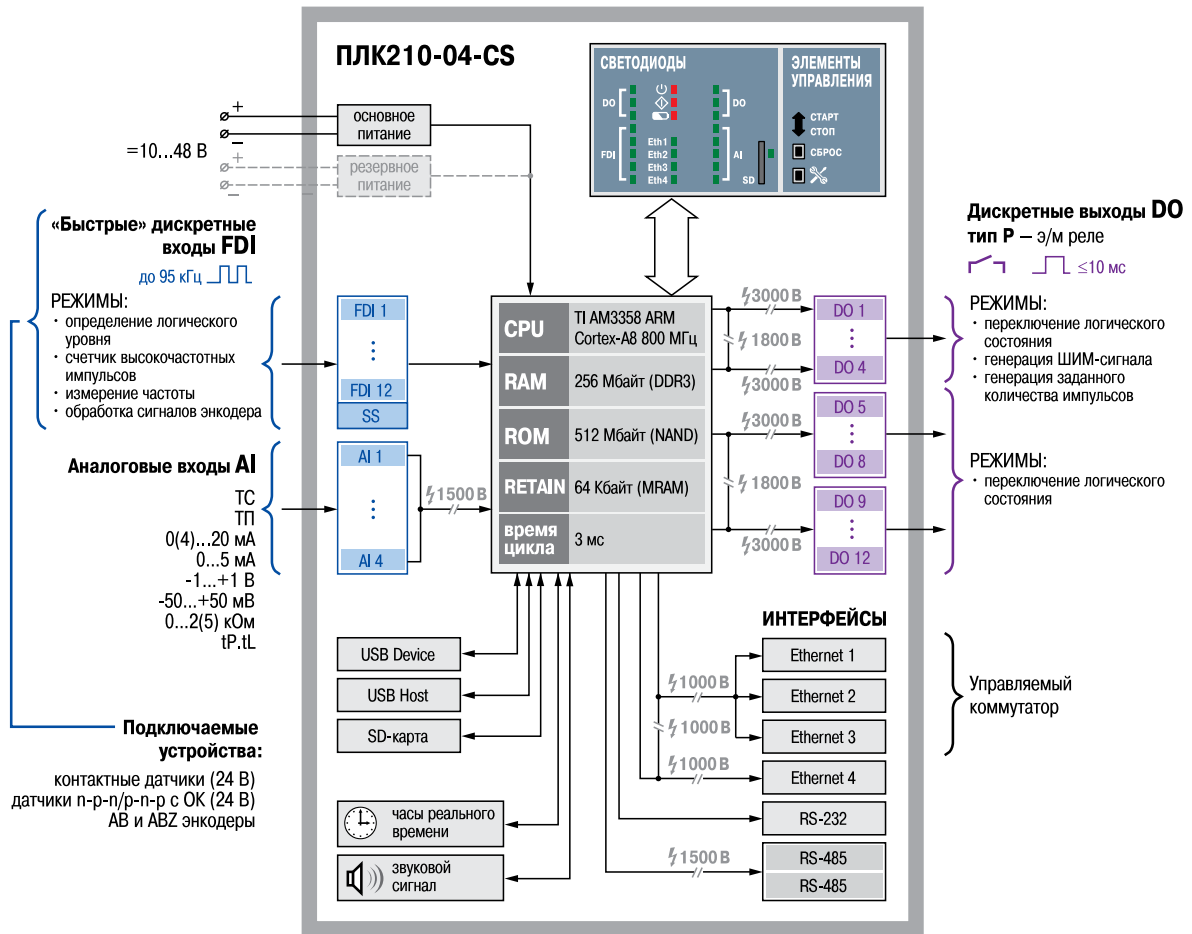 ПЛК210-04-CS
СВЕТОДИОДЫ
DO
DO
FDI
Eth1
Eth2
Eth3
Eth4
AI
SD
ЭЛЕМЕНТЫ
УПРАВЛЕНИЯ
СТАРТ
СТОП
СБРОС
+
−
=10...48 В
основное
питание
+
−
−
резервное
питание
«Быстрые» дискретные
входы FDI
до 95 кГц
РЕЖИМЫ:
· определение логического
уровня
· счетчик высокочастотных
импульсов
· измерение частоты
· обработка сигналов энкодера
Аналоговые входы AI
ТС
ТП
0(4)...20 мА
0...5 мА
-1...+1 В
-50...+50 мВ
0...2(5) кОм
tP.tL
Подключаемые
устройства:
контактные датчики (24 В)
датчики n-p-n/p-n-p с ОК (24 В)
AB и ABZ энкодеры
FDI 1
FDI 12
SS
AI 1
AI 4
1500 В
CPU
TI AM3358 ARM
Cortex-A8 800 МГц
RAM
256 Мбайт (DDR3)
ROM
512 Мбайт (NAND)
RETAIN
64 Кбайт (MRAM)
время
цикла
3 мс
3000 В
1800 В
3000 В
3000 В
1800 В
3000 В
DO 1
DO 4
DO 5
DO 8
DO 9
DO 12
Дискретные выходы DO
тип Р — э/м реле
≤10 мс
РЕЖИМЫ:
· переключение логического
состояния
· генерация ШИМ-сигнала
· генерация заданного
количества импульсов
РЕЖИМЫ:
· переключение логического
состояния
USB Device
USB Host
SD-карта
часы реального
времени
звуковой
сигнал
ИНТЕРФЕЙСЫ
1000 В
1000 В
1000 В
1500 В
Ethernet 1
Ethernet 2
Ethernet 3
Ethernet 4
RS-232
RS-485
RS-485
Управляемый
коммутатор